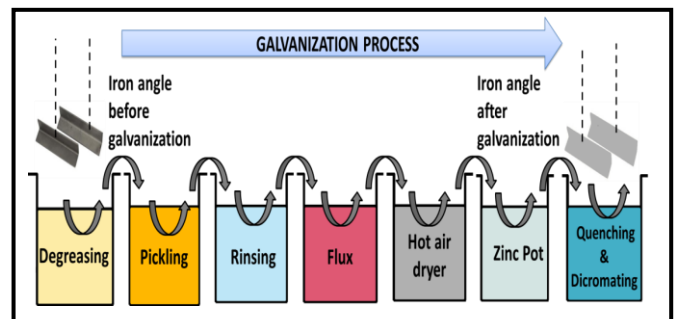 GALVANIZATION PROCESS
Iron angle
before
galvanization
Iron angle
after
galvanization
Degreasing
Pickling
Rinsing
Flux
Hot air
dryer
Zinc Pot
Quenching
&
Dicromating